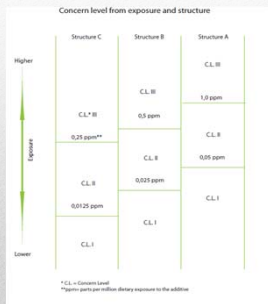 Concern level from exposure and structure
Structure C
Structure B
Structure A
Higher
Exposure
Lower
C.L.* III
0,25 ppm**
C.L. II
0,0125 ppm
C.L. I
C.L. III
0,5 ppm
C.L. II
0,025 ppm
C.L. I
C.L. III
1,0 ppm
C.L. II
0,05 ppm
C.L. I
* C.L. = Concern Level
**ppm= parts per million dietary exposure to the additive